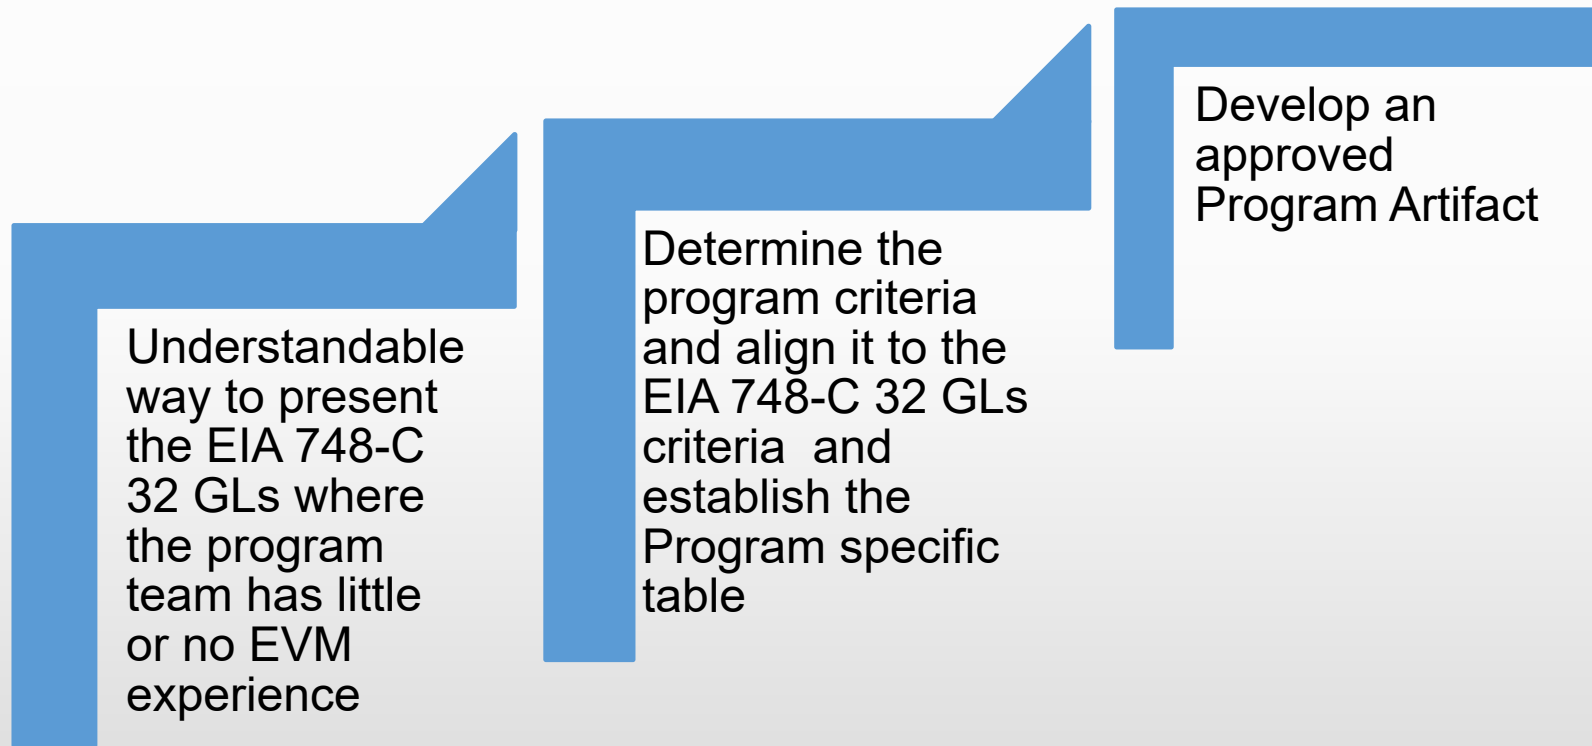 Understandable
way to present
the EIA 748-C
32 GLs where
the program
team has little
or no EVM
experience
Determine the
program criteria
and align it to the
EIA 748-C 32 GLs
criteria  and
establish the
Program specific
table
Develop an
approved
Program Artifact